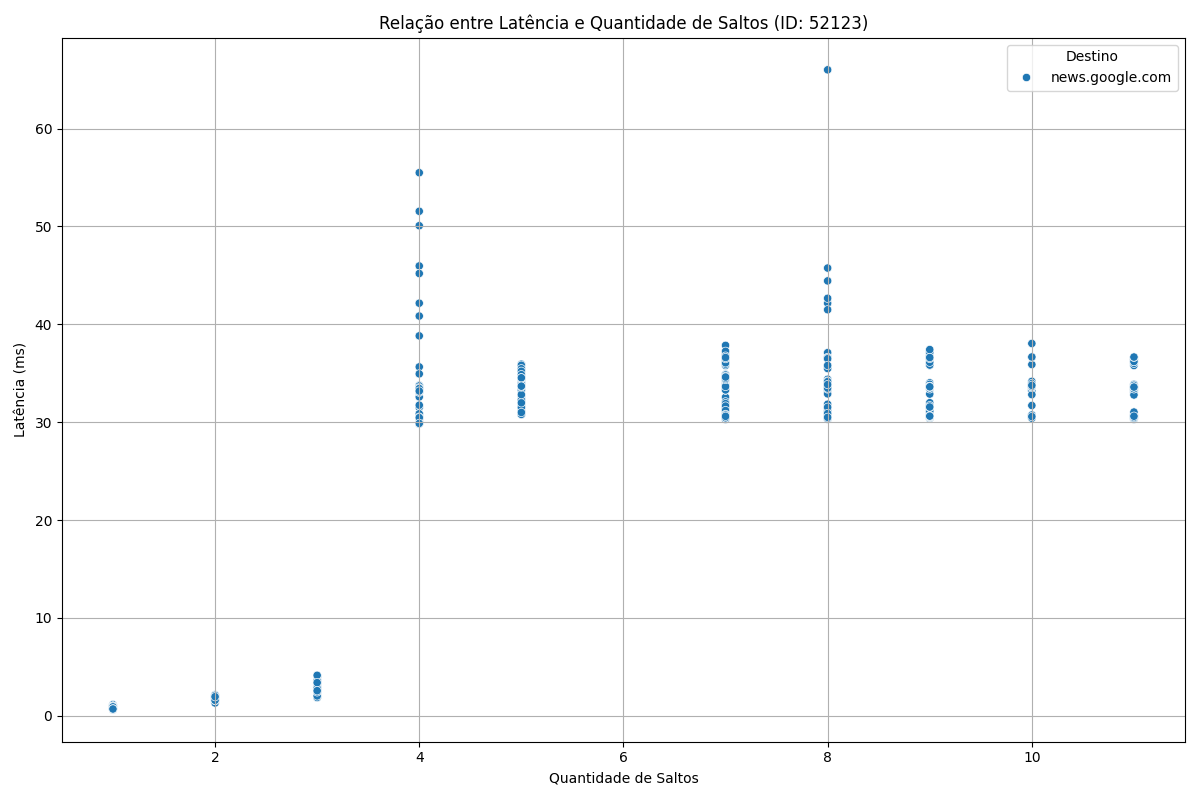 Relação entre Latência e Quantidade de Saltos (ID: 52123)
Destino
news.google.com
Latência (ms)
60
50
40
30
20
10
0
2
4
6
8
10
Quantidade de Saltos